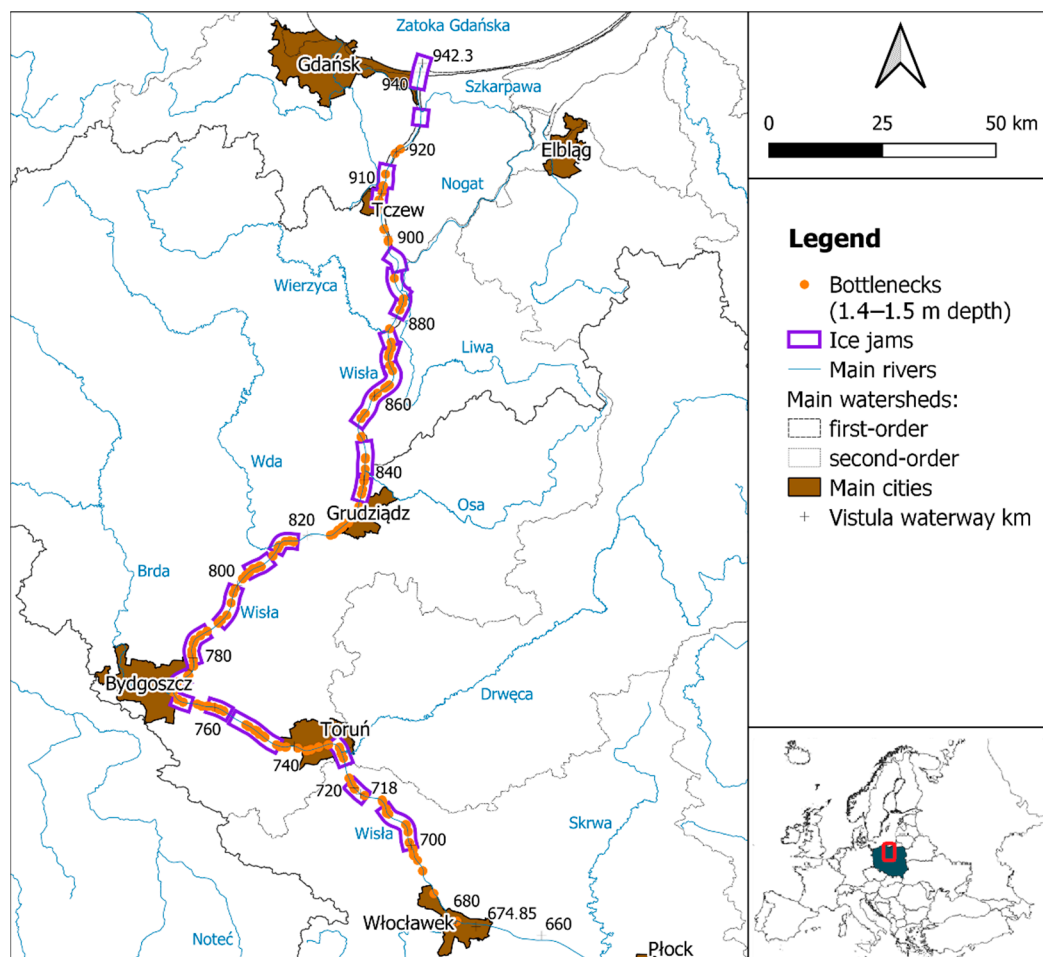 Zatoka Gdańska
942.3
Gdańsk
940
Szkarpawa
920
Elbląg
910
Nogat
Tczew
900
Wierzyca
880
Liwa
Wisła
860
Wda
840
Osa
Grudziądz
820
Brda
800
Wisła
780
Bydgoszcz
Drwęca
760
Toruń
740
720
718
Skrwa
Wisła
700
680
674.85
Włocławek
660
Noteć
Płock
0
25
50 km
Legend
Bottlenecks
(1.4–1.5 m depth)
Ice jams
Main rivers
Main watersheds:
first-order
second-order
Main cities
Vistula waterway km